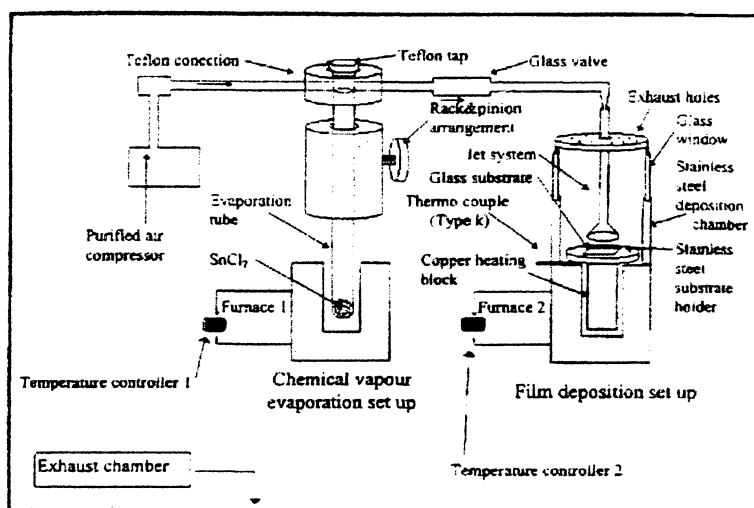 Teflon conection
Teflon tap
Glass valve
Rack&pinion
arrangement
Exhaust holes
Glass
window
Jet system
Glass substrate
Stainless
steel
deposition
chamber
Evaporation
tube
Thermo couple
(Type k)
Purified air
compressor
SnCl₂
Copper heating
block
Stainless
steel
substrate
holder
Furnace 1
Furnace 2
Temperature controller 1
Chemical vapour
evaporation set up
Film deposition set up
Exhaust chamber
Temperature controller 2